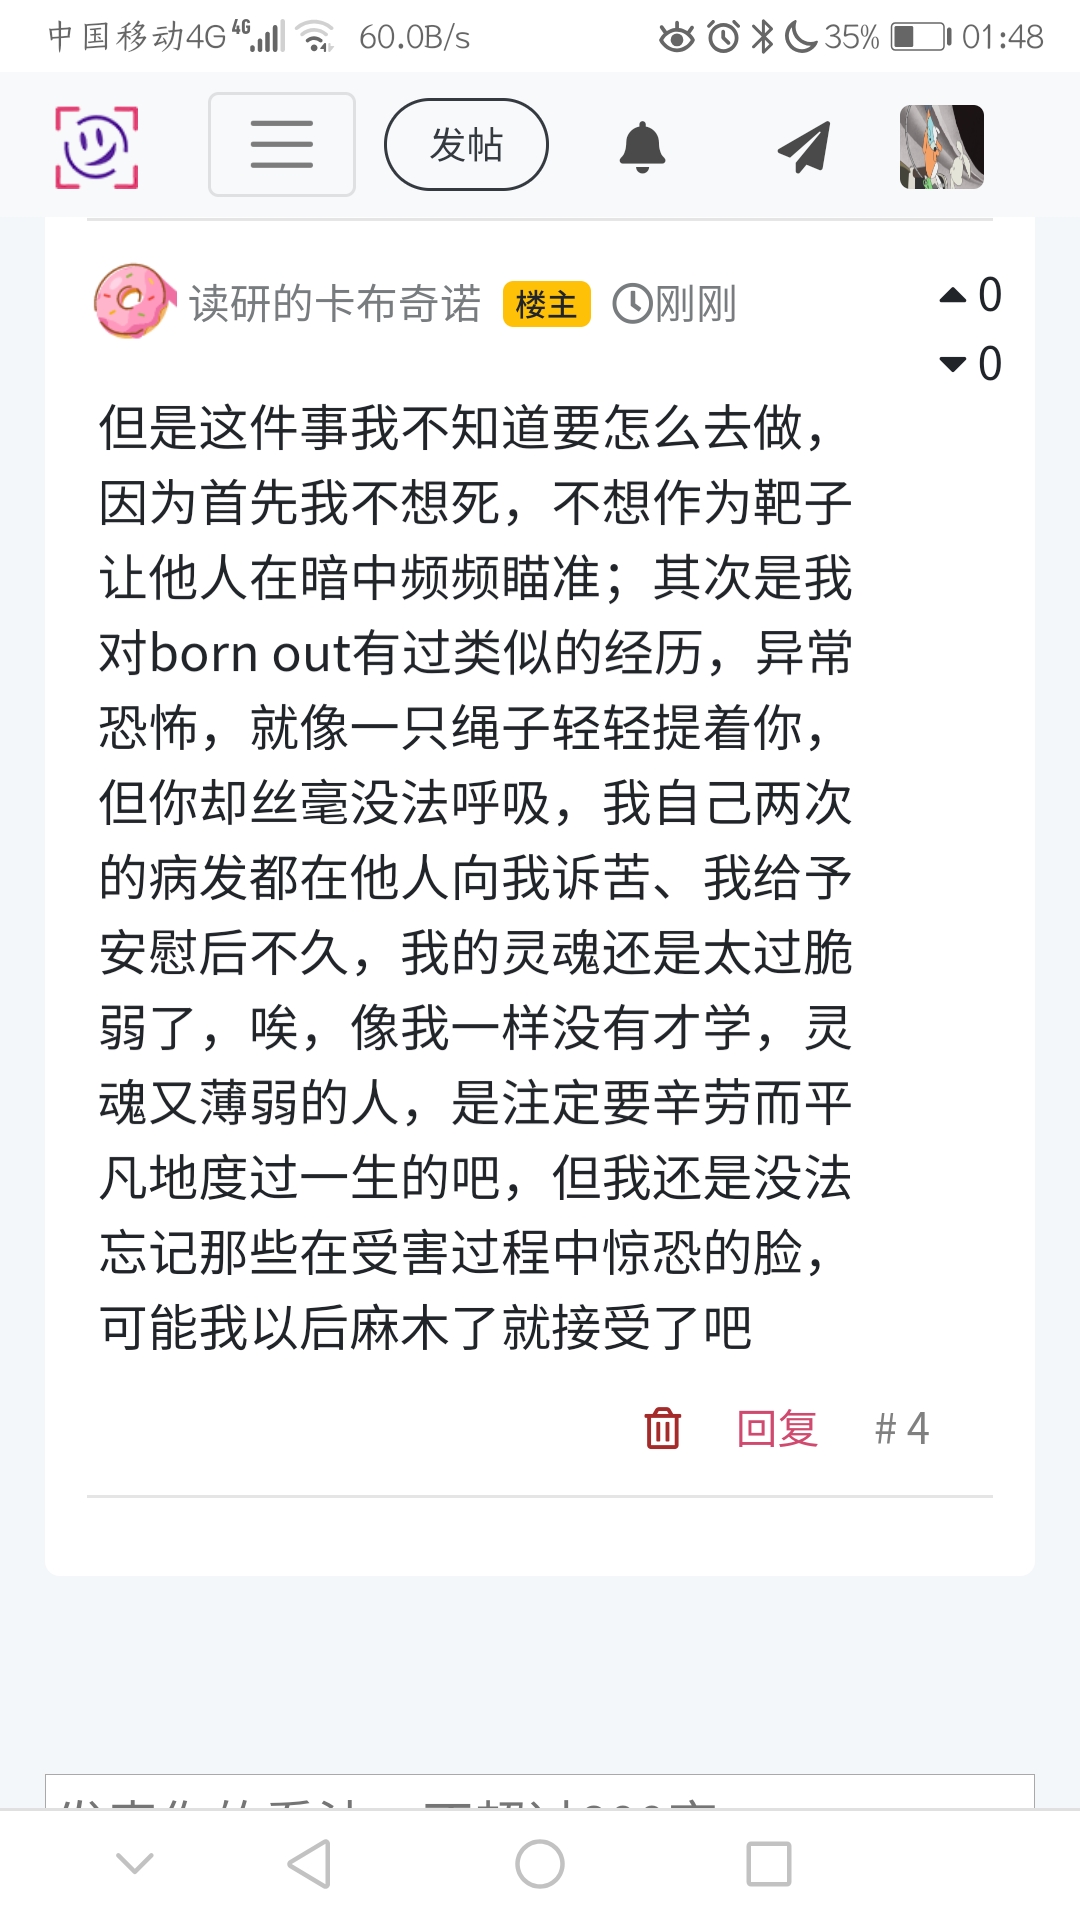 中国移动4G 4G 60.0B/s 35% 01:48
发帖
读研的卡布奇诺 楼主 刚刚 0
0
但是这件事我不知道要怎么去做，
因为首先我不想死，不想作为靶子
让他人在暗中频频瞄准；其次是我
对born out有过类似的经历，异常
恐怖，就像一只绳子轻轻提着你，
但你却丝毫没法呼吸，我自己两次
的病发都在他人向我诉苦、我给予
安慰后不久，我的灵魂还是太过脆
弱了，唉，像我一样没有才学，灵
魂又薄弱的人，是注定要辛劳而平
凡地度过一生的吧，但我还是没法
忘记那些在受害过程中惊恐的脸，
可能我以后麻木了就接受了吧
回复 # 4